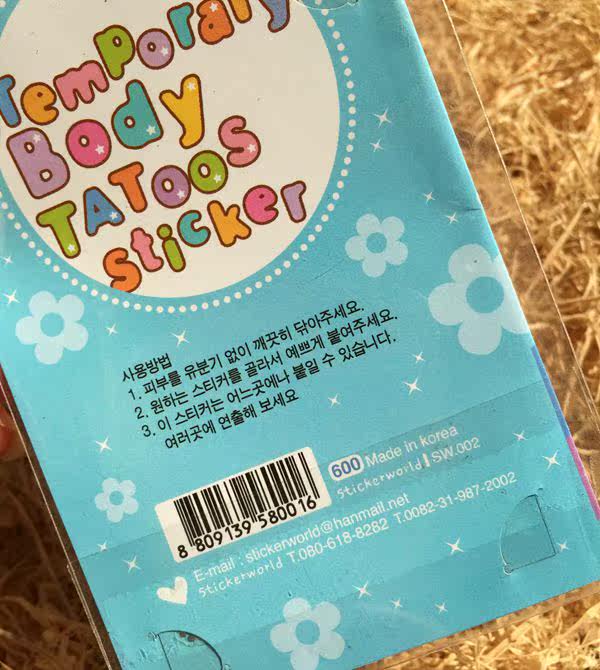 Temporary
Body
TATOOS
sticker
사용방법
1. 피부를 유분기 없이 깨끗히 닦아주세요.
2. 원하는 스티커를 골라서 예쁘게 붙여주세요.
3. 이 스티커는 어느곳에나 붙일 수 있습니다.
여러곳에 연출해 보세요
600 Made in korea
stickerworld SW.002
8 809139 580016
E-mail : stickerworld@hanmail.net
stickerworld T.080-618-8282 T.0082-31-987-2002